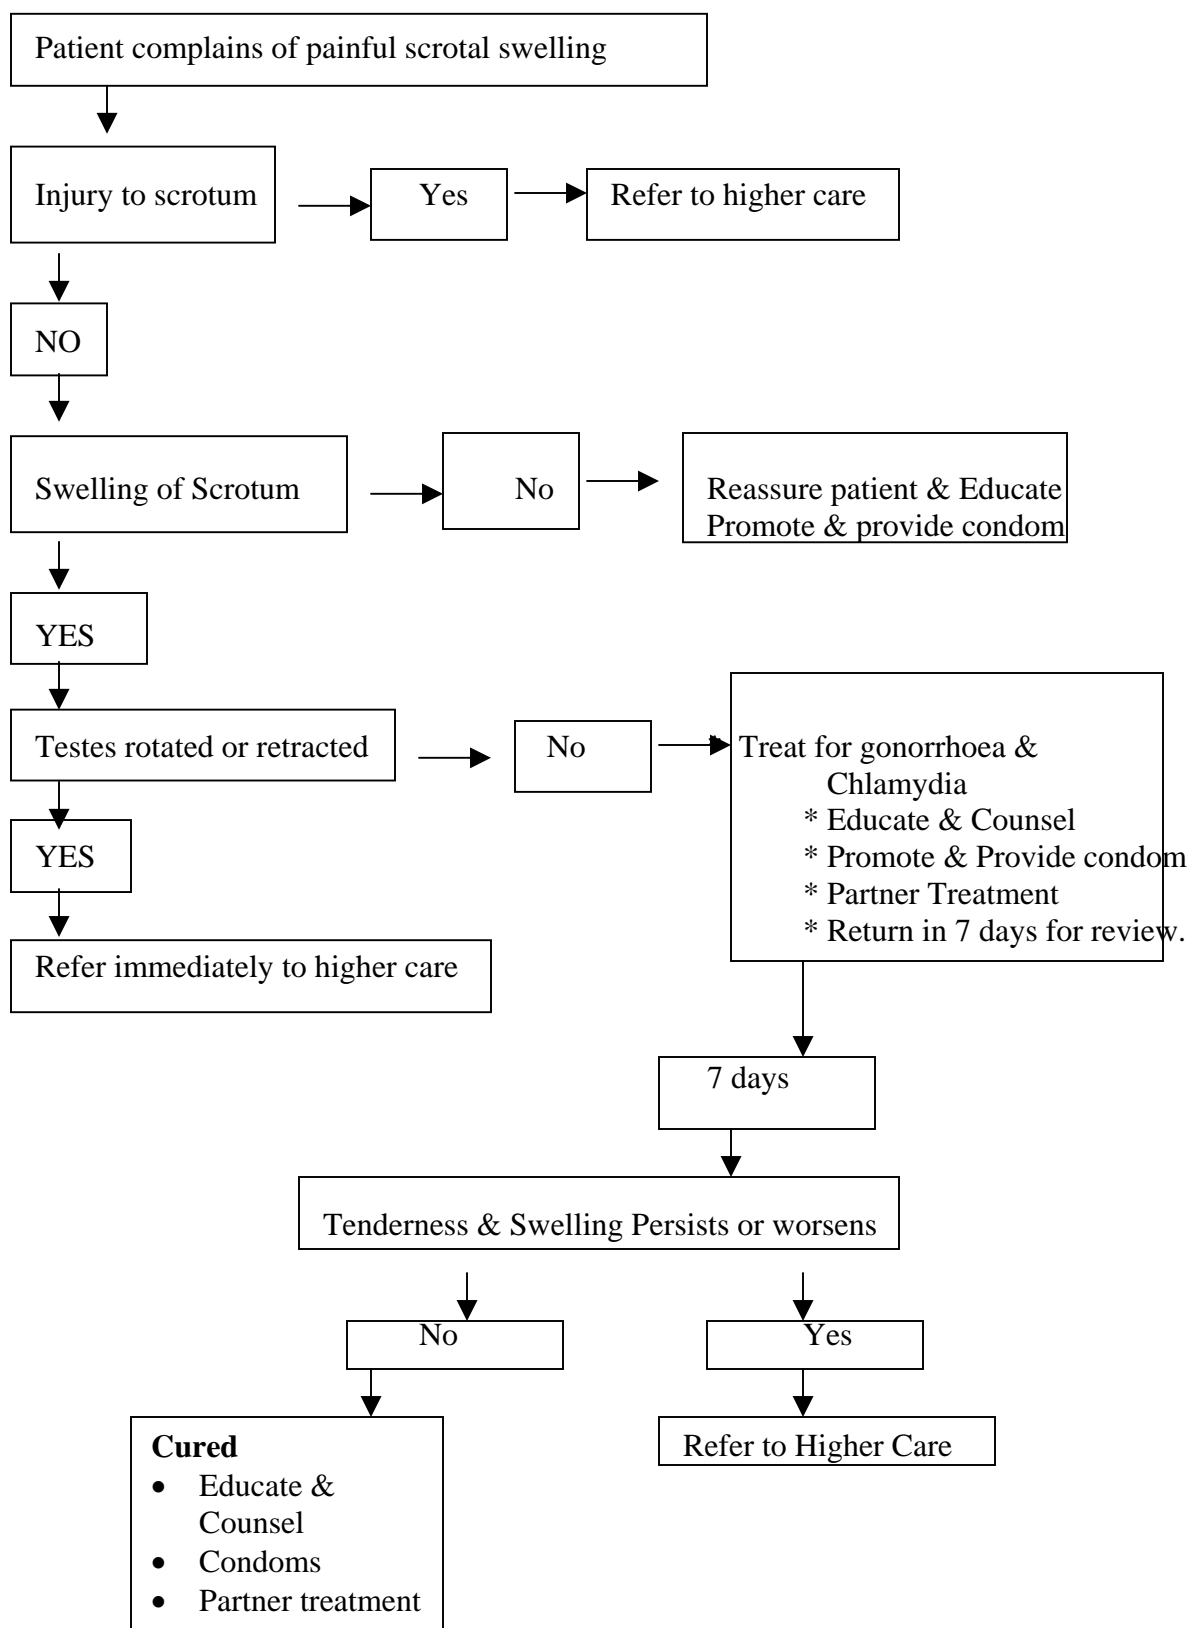 Patient complains of painful scrotal swelling
Injury to scrotum
Yes
Refer to higher care
NO
Swelling of Scrotum
No
Reassure patient & Educate
Promote & provide condom
YES
Testes rotated or retracted
No
Treat for gonorrhoea &
Chlamydia
* Educate & Counsel
* Promote & Provide condom
* Partner Treatment
* Return in 7 days for review.
YES
Refer immediately to higher care
7 days
Tenderness & Swelling Persists or worsens
No
Yes
Cured
• Educate &
Counsel
• Condoms
• Partner treatment
Refer to Higher Care